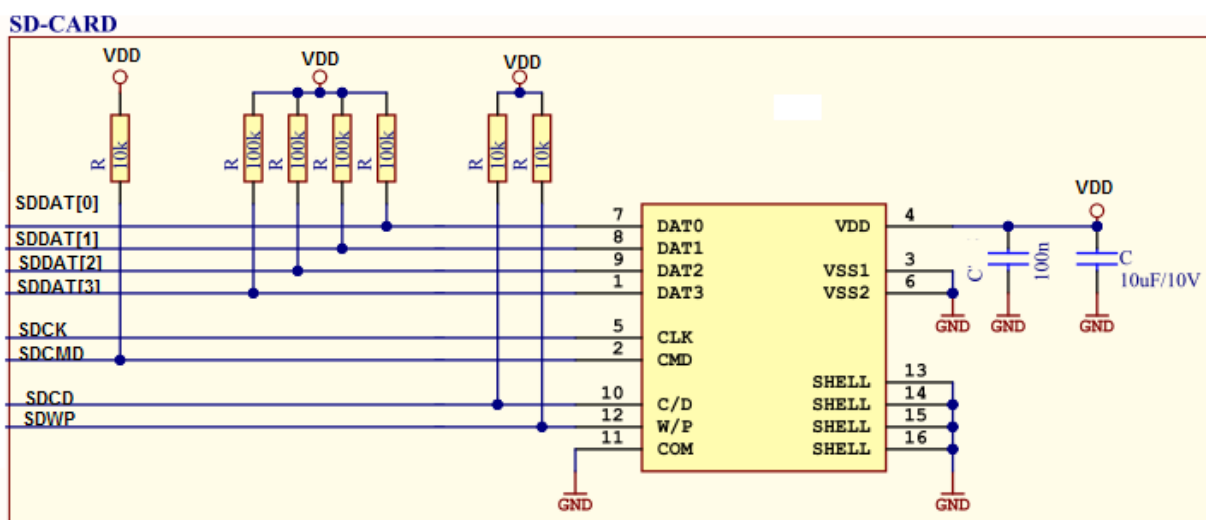 SD-CARD
VDD
VDD
VDD
R 10k
R 100k
R 100k
R 100k
R 100k
R 10k
R 10k
SDDAT[0]
SDDAT[1]
SDDAT[2]
SDDAT[3]
SDCK
SDCMD
SDCD
SDWP
7 DAT0
8 DAT1
9 DAT2
1 DAT3
5 CLK
2 CMD
10 C/D
12 W/P
11 COM
GND
VDD 4
VSS1 3
VSS2 6
SHELL 13
SHELL 14
SHELL 15
SHELL 16
GND
VDD
C 100n
C
10uF/10V
GND
GND
GND